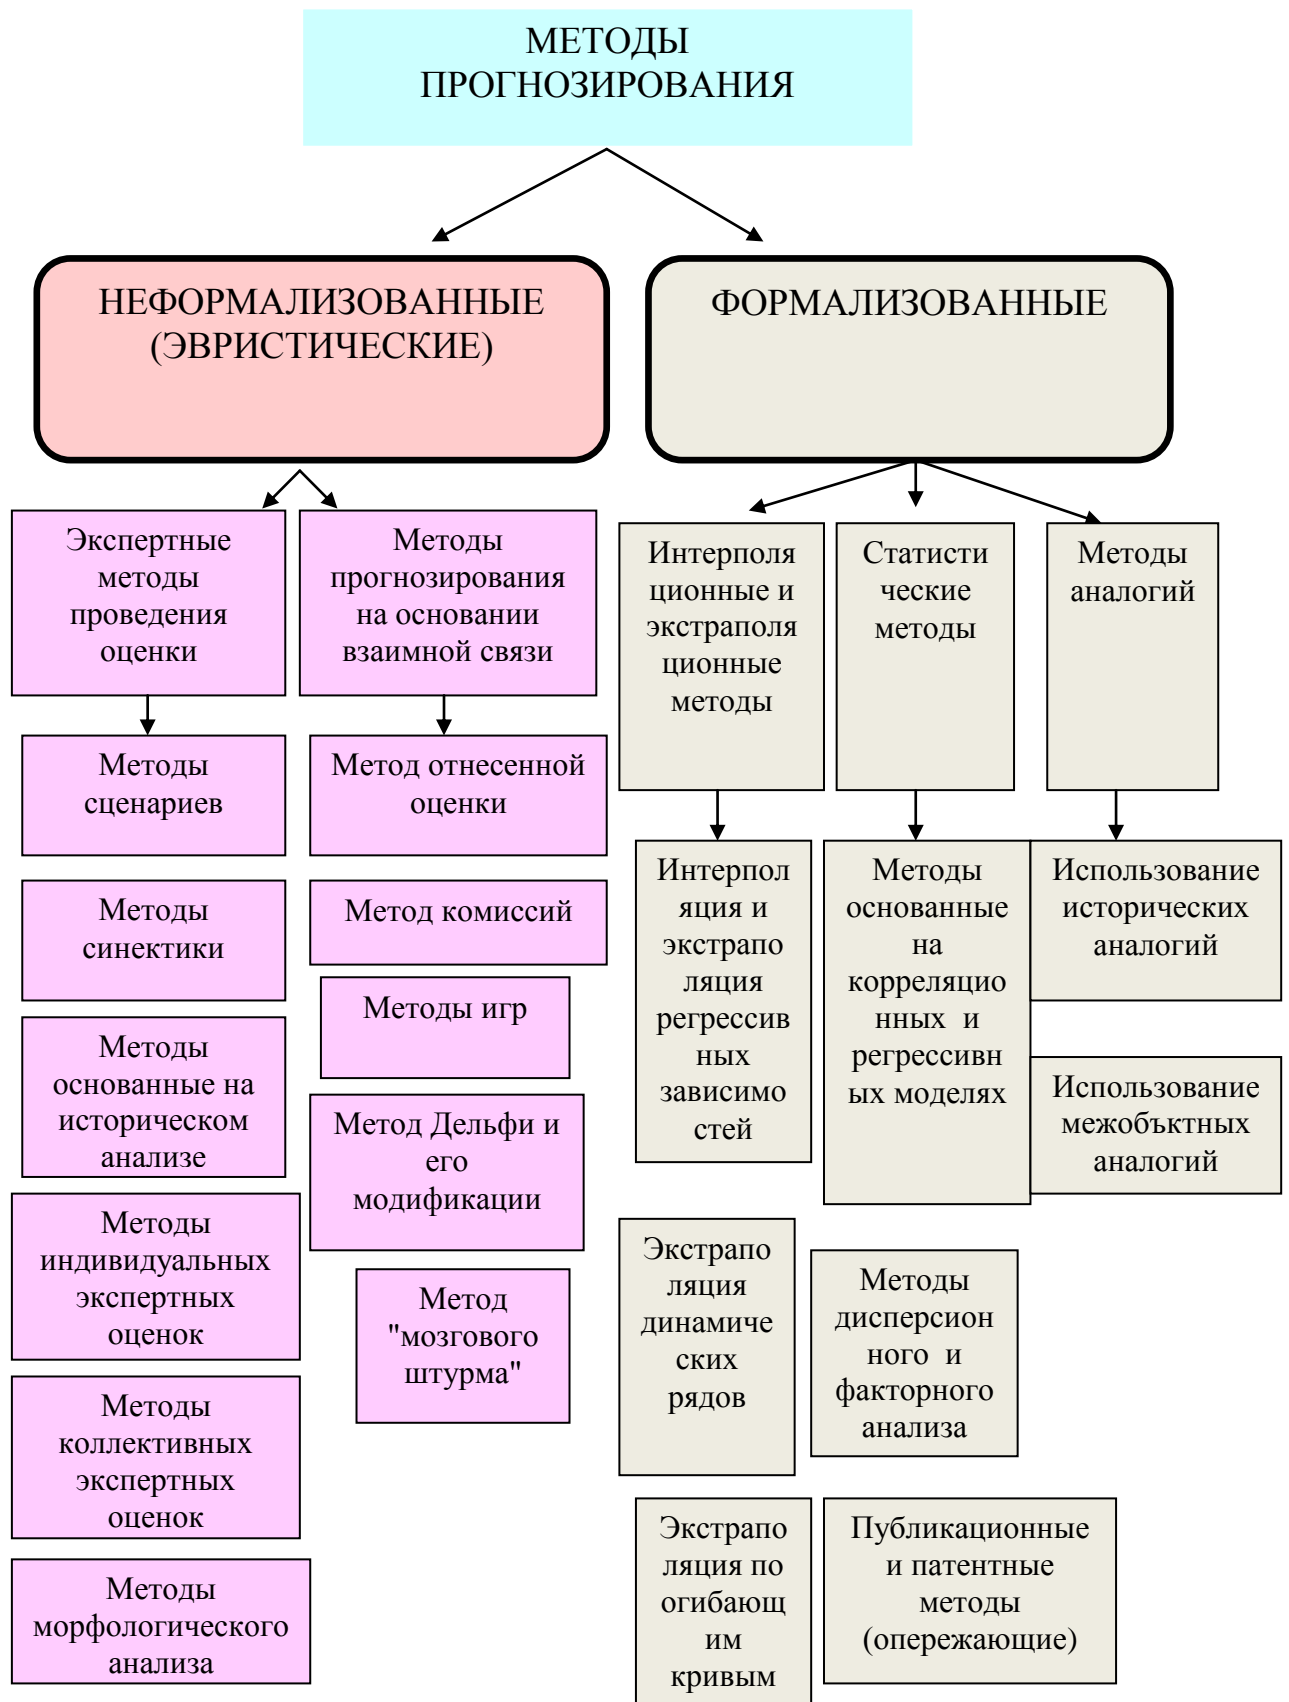 МЕТОДЫ
ПРОГНОЗИРОВАНИЯ
НЕФОРМАЛИЗОВАННЫЕ
(ЭВРИСТИЧЕСКИЕ)
ФОРМАЛИЗОВАННЫЕ
Экспертные
методы
проведения
оценки
Методы
прогнозирования
на основании
взаимной связи
Интерполя
ционные и
экстраполя
ционные
методы
Статисти
ческие
методы
Методы
аналогий
Методы
сценариев
Методы
синектики
Методы
основанные на
историческом
анализе
Методы
индивидуальных
экспертных
оценок
Методы
коллективных
экспертных
оценок
Методы
морфологического
анализа
Метод отнесенной
оценки
Метод комиссий
Методы игр
Метод Дельфи и
его
модификации
Метод
"мозгового
штурма"
Интерпол
яция и
экстрапо
ляция
регрессив
ных
зависимо
стей
Экстрапо
ляция
динамиче
ских
рядов
Экстрапо
ляция по
огибающ
им
кривым
Методы
основанные
на
корреляцио
нных и
регрессивн
ых моделях
Методы
дисперсион
ного и
факторного
анализа
Публикационные
и патентные
методы
(опережающие)
Использование
исторических
аналогий
Использование
межобъктных
аналогий